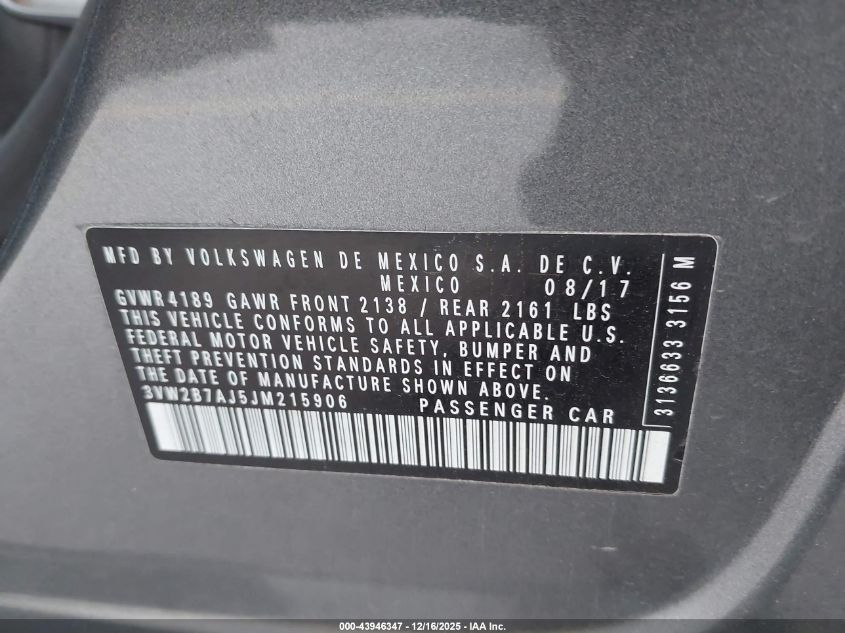 MFD BY VOLKSWAGEN DE MEXICO S.A. DE C.V.
MEXICO 08/17
GVWR4189 GAWR FRONT 2138 / REAR 2161 LBS
THIS VEHICLE CONFORMS TO ALL APPLICABLE U.S.
FEDERAL MOTOR VEHICLE SAFETY, BUMPER AND
THEFT PREVENTION STANDARDS IN EFFECT ON
THE DATE OF MANUFACTURE SHOWN ABOVE.
3VW2B7AJ5JM215906 PASSENGER CAR
3136633 3156 M
000-43946347 - 12/16/2025 - IAA Inc.